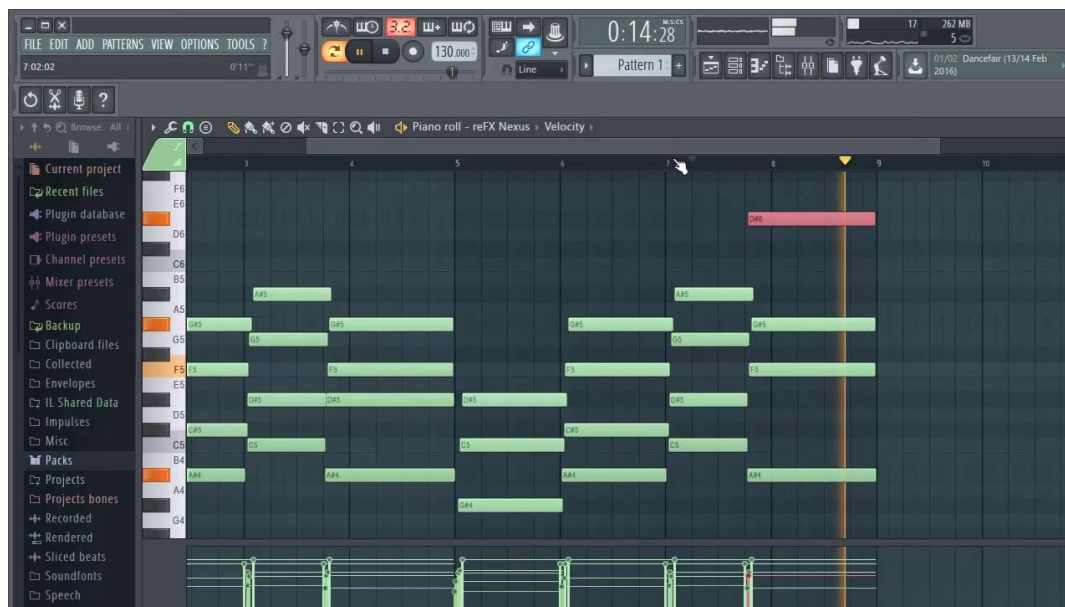 FILE EDIT ADD PATTERNS VIEW OPTIONS TOOLS ?
7:02:02 0'11"
3.2
130.000
Line
0:14:28
M:S:CS
Pattern 1
17 262 MB
5
01/02 Dancefair (13/14 Feb
2016)
?
Browse.. All
Piano roll - reFX Nexus Velocity
3 4 5 6 7 8 9 10
Current project
Recent files
Plugin database
Plugin presets
Channel presets
Mixer presets
Scores
Backup
Clipboard files
Collected
Envelopes
IL Shared Data
Impulses
Misc
Packs
Projects
Projects bones
Recorded
Rendered
Sliced beats
Soundfonts
Speech
F6
E6
D#6
D6
C6
B5
A#5 A#5
A5
G#5 G#5 G#5 G#5
G5 G5 G5
F5 F5 F5 F5 F5
E5
D#5 D#5 D#5 D#5
D5
C#5 C#5
C5 C5 C5 C5
B4
A#4 A#4 A#4 A#4
A4
G#4
G4